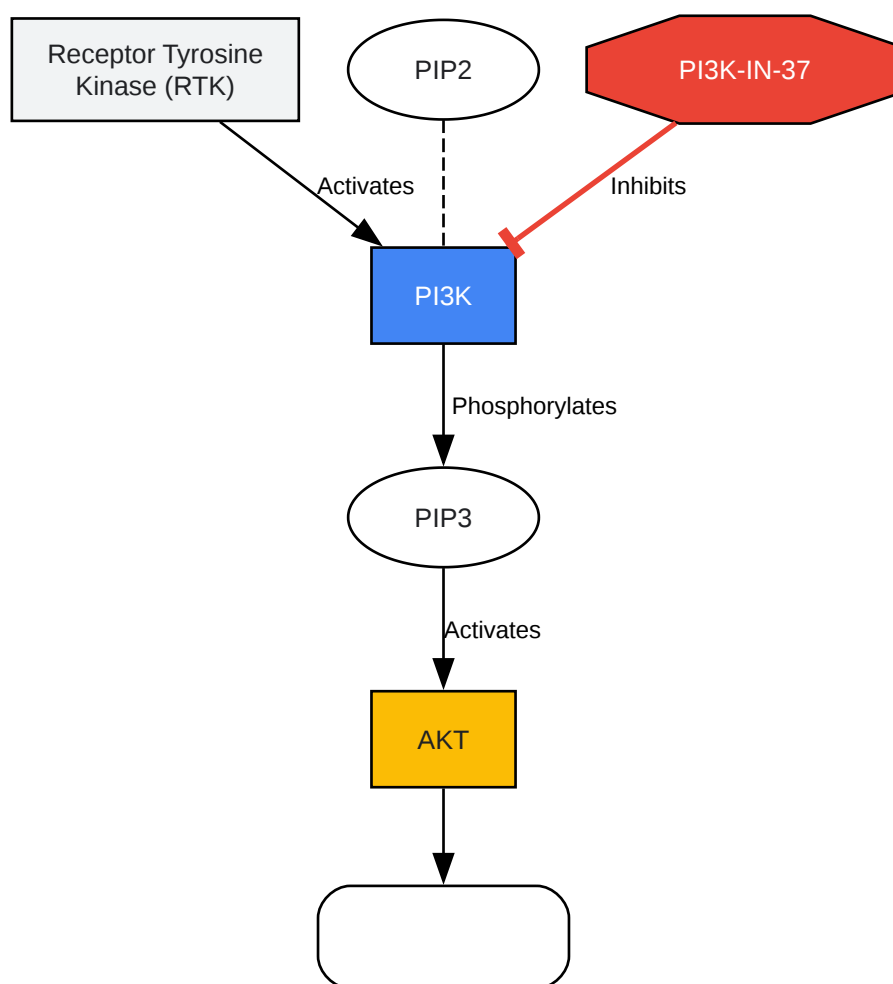 Receptor Tyrosine
Kinase (RTK)
PIP2
PI3K-IN-37
Activates
Inhibits
PI3K
Phosphorylates
PIP3
Activates
AKT